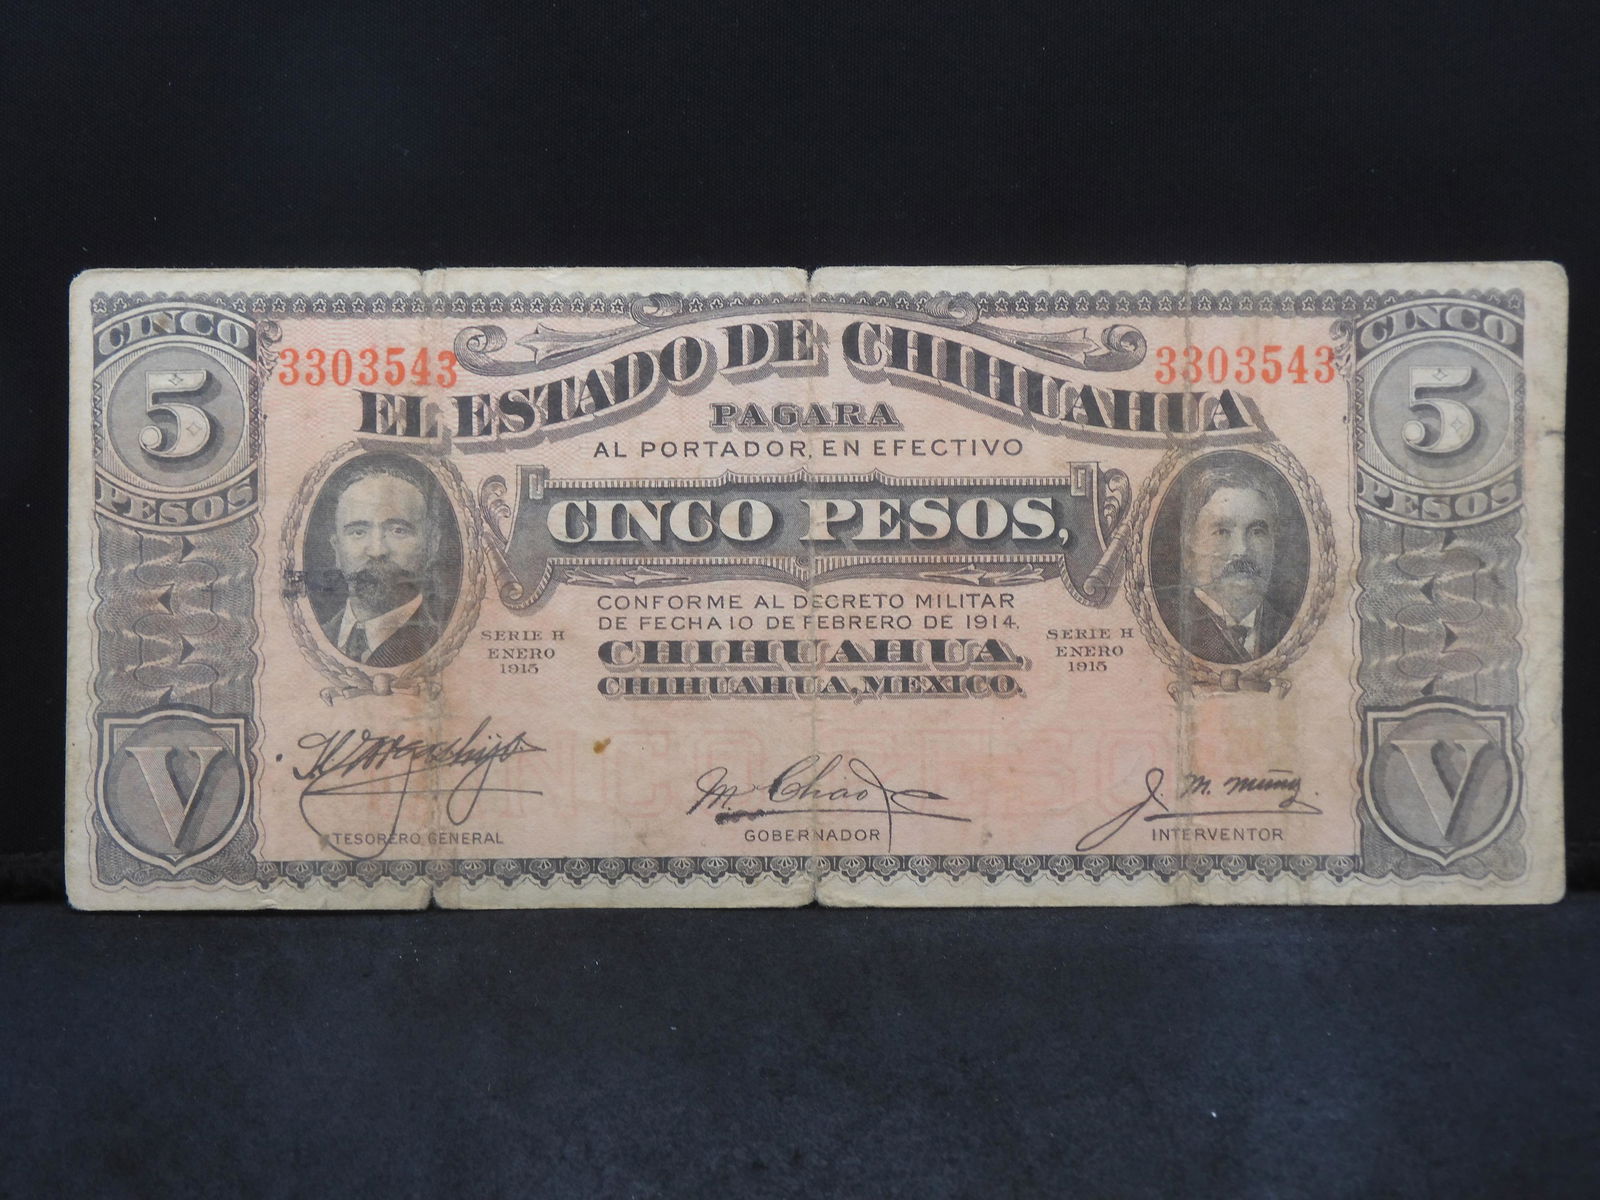 CINCO
5
PESOS
3303543
EL ESTADO DE CHIHUAHUA
3303543
CINCO
5
PESOS
PAGARA
AL PORTADOR, EN EFECTIVO
CINCO PESOS,
CONFORME AL DECRETO MILITAR
DE FECHA 10 DE FEBRERO DE 1914.
SERIE H
ENERO
1915
CHIHUAHUA,
CHIHUAHUA, MEXICO.
SERIE H
ENERO
1915
V
TESORERO GENERAL
M. Chao
GOBERNADOR
INTERVENTOR
V